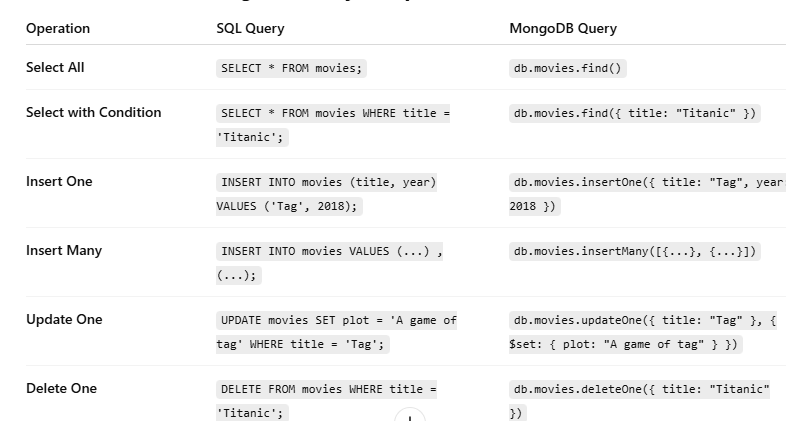 Operation SQL Query MongoDB Query
Select All SELECT * FROM movies; db.movies.find()
Select with Condition SELECT * FROM movies WHERE title = db.movies.find({ title: "Titanic" })
'Titanic';
Insert One INSERT INTO movies (title, year) db.movies.insertOne({ title: "Tag", year
VALUES ('Tag', 2018); 2018 })
Insert Many INSERT INTO movies VALUES (...) , db.movies.insertMany([{...}, {...}])
(...);
Update One UPDATE movies SET plot = 'A game of db.movies.updateOne({ title: "Tag" }, {
tag' WHERE title = 'Tag'; $set: { plot: "A game of tag" } })
Delete One DELETE FROM movies WHERE title = db.movies.deleteOne({ title: "Titanic"
'Titanic'; })